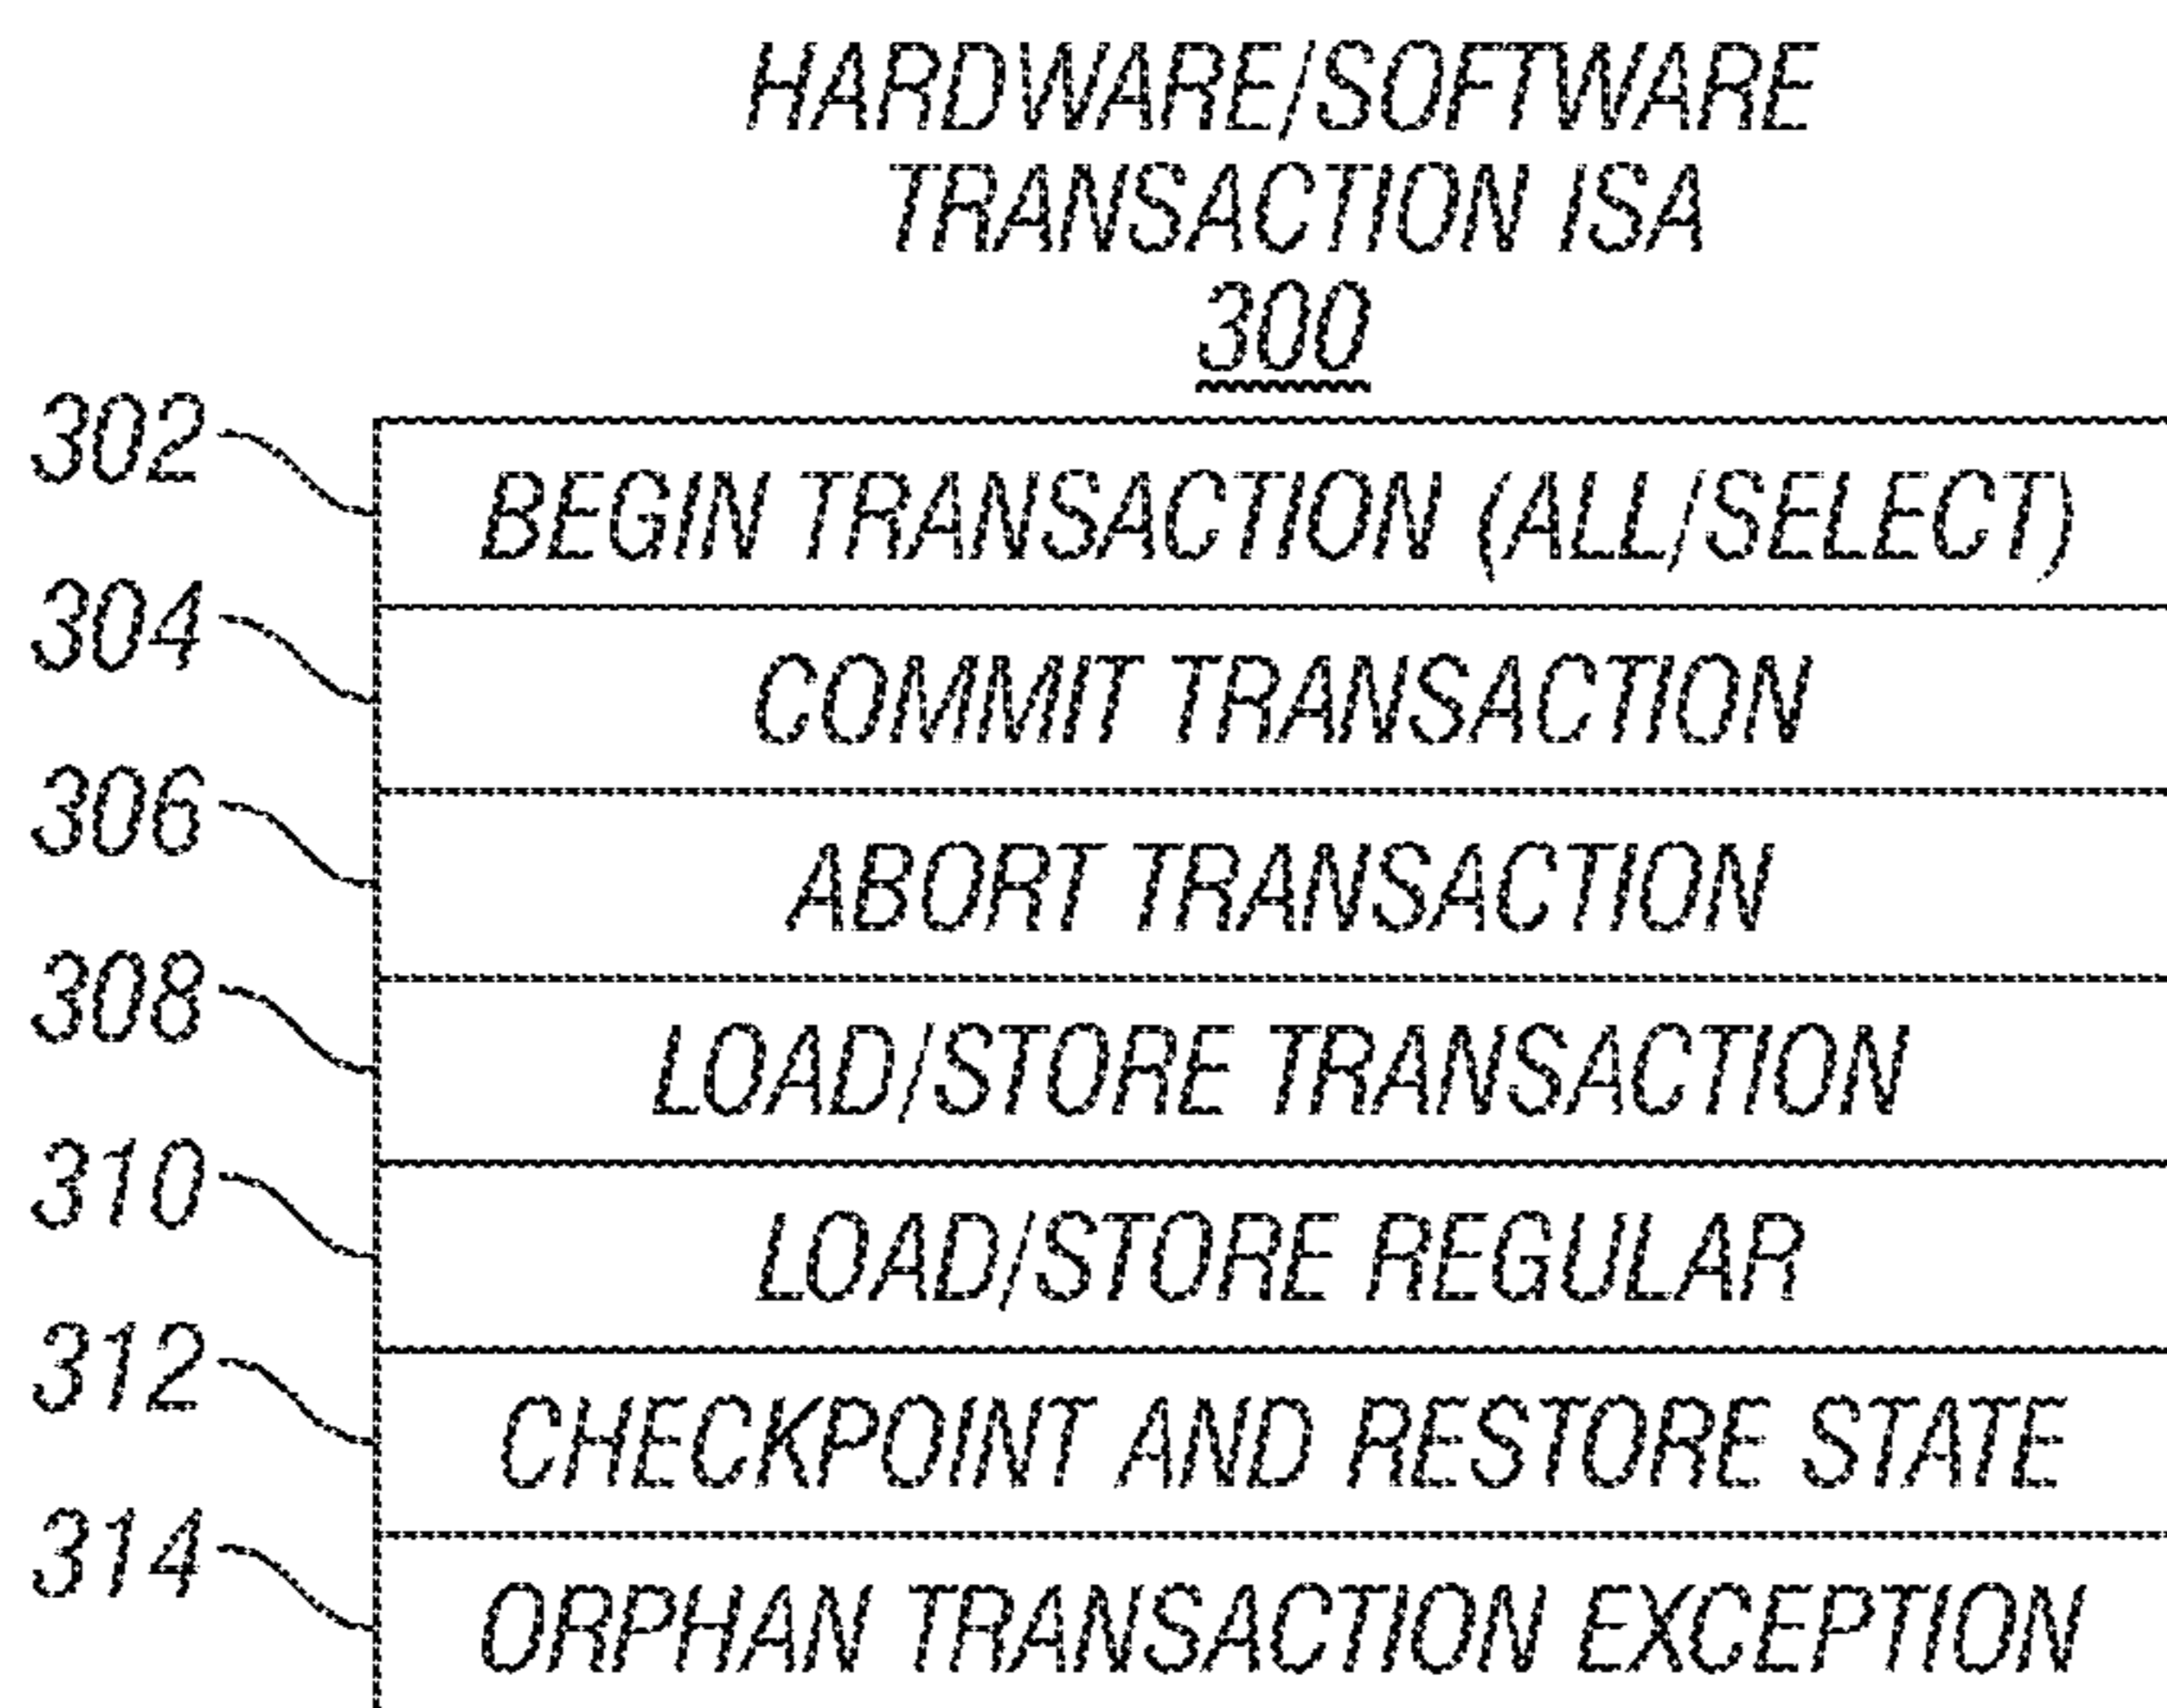 HARDWARE/SOFTWARE
TRANSACTION ISA
300
302 BEGIN TRANSACTION (ALL/SELECT)
304 COMMIT TRANSACTION
306 ABORT TRANSACTION
308 LOAD/STORE TRANSACTION
310 LOAD/STORE REGULAR
312 CHECKPOINT AND RESTORE STATE
314 ORPHAN TRANSACTION EXCEPTION